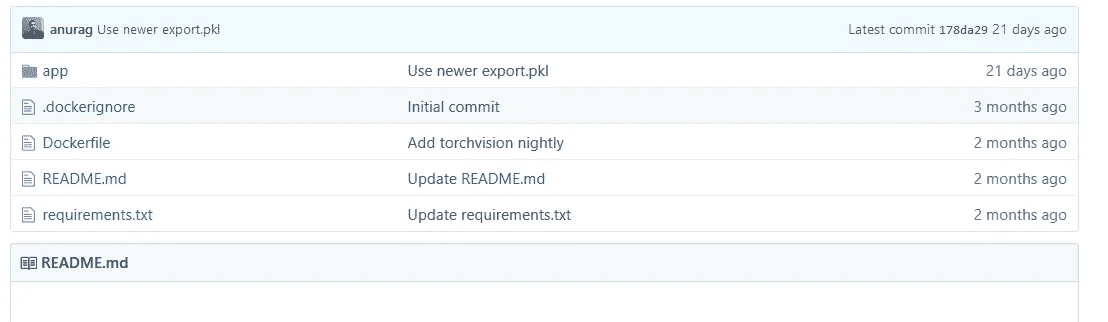 anurag Use newer export.pkl Latest commit 178da29 21 days ago
app Use newer export.pkl 21 days ago
.dockerignore Initial commit 3 months ago
Dockerfile Add torchvision nightly 2 months ago
README.md Update README.md 2 months ago
requirements.txt Update requirements.txt 2 months ago
README.md